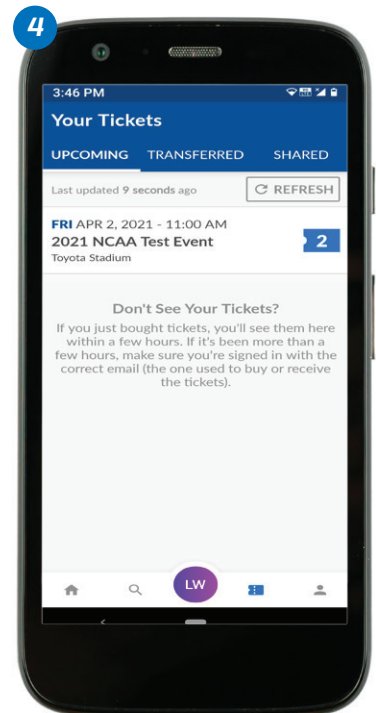 4
3:46 PM
Your Tickets
UPCOMING TRANSFERRED SHARED
Last updated 9 seconds ago REFRESH
FRI APR 2, 2021 - 11:00 AM
2021 NCAA Test Event 2
Toyota Stadium
Don't See Your Tickets?
If you just bought tickets, you'll see them here
within a few hours. If it's been more than a
few hours, make sure you're signed in with the
correct email (the one used to buy or receive
the tickets).
LW